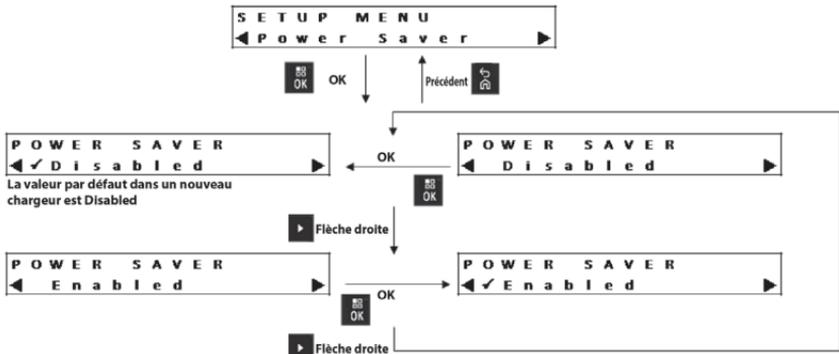 SETUP MENU
Power Saver
OK
OK
Précédent
POWER SAVER
✓Disabled
OK
POWER SAVER
Disabled
La valeur par défaut dans un nouveau
chargeur est Disabled
OK
Flèche droite
POWER SAVER
Enabled
OK
OK
POWER SAVER
✓Enabled
Flèche droite